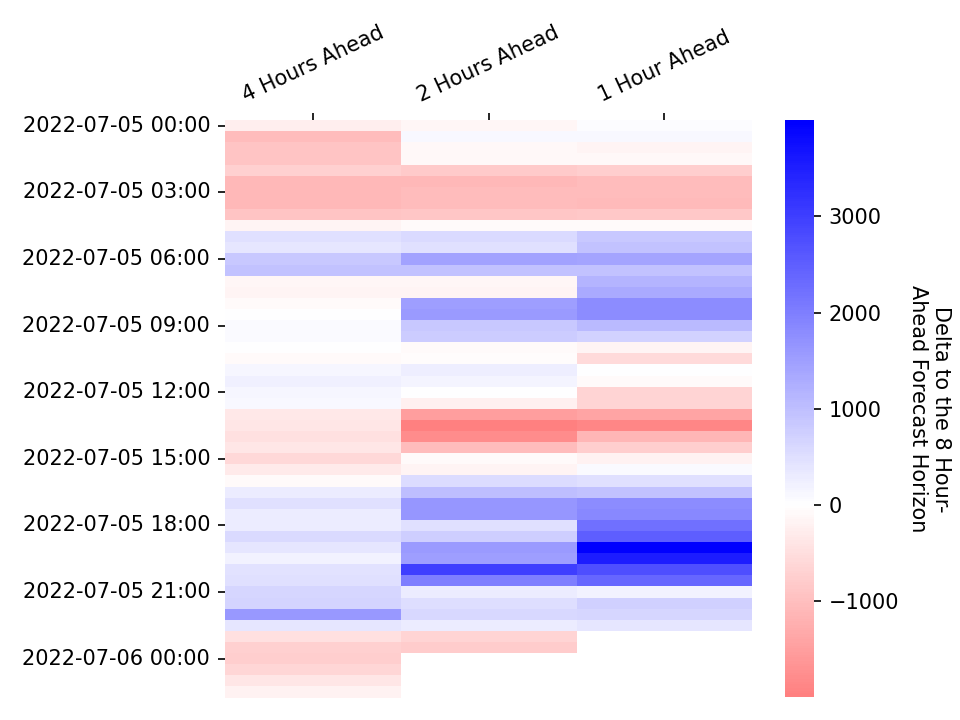 4 Hours Ahead
2 Hours Ahead
1 Hour Ahead
2022-07-05 00:00
2022-07-05 03:00
2022-07-05 06:00
2022-07-05 09:00
2022-07-05 12:00
2022-07-05 15:00
2022-07-05 18:00
2022-07-05 21:00
2022-07-06 00:00
3000
2000
1000
0
−1000
Delta to the 8 Hour-
Ahead Forecast Horizon